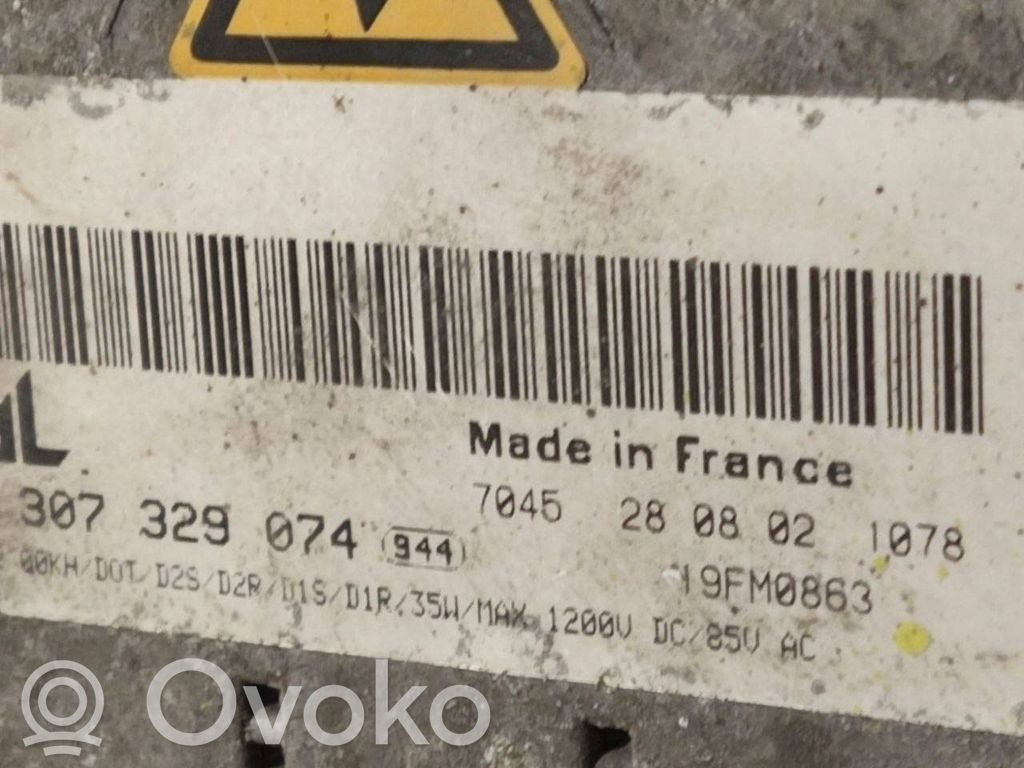 Made in France
307 329 074 944 7045 28 08 02 1078
00KH/DOT/D2S/D2R/D1S/D1R/35W/MAX 1200V DC/85V AC
19FM0863
Ovoko